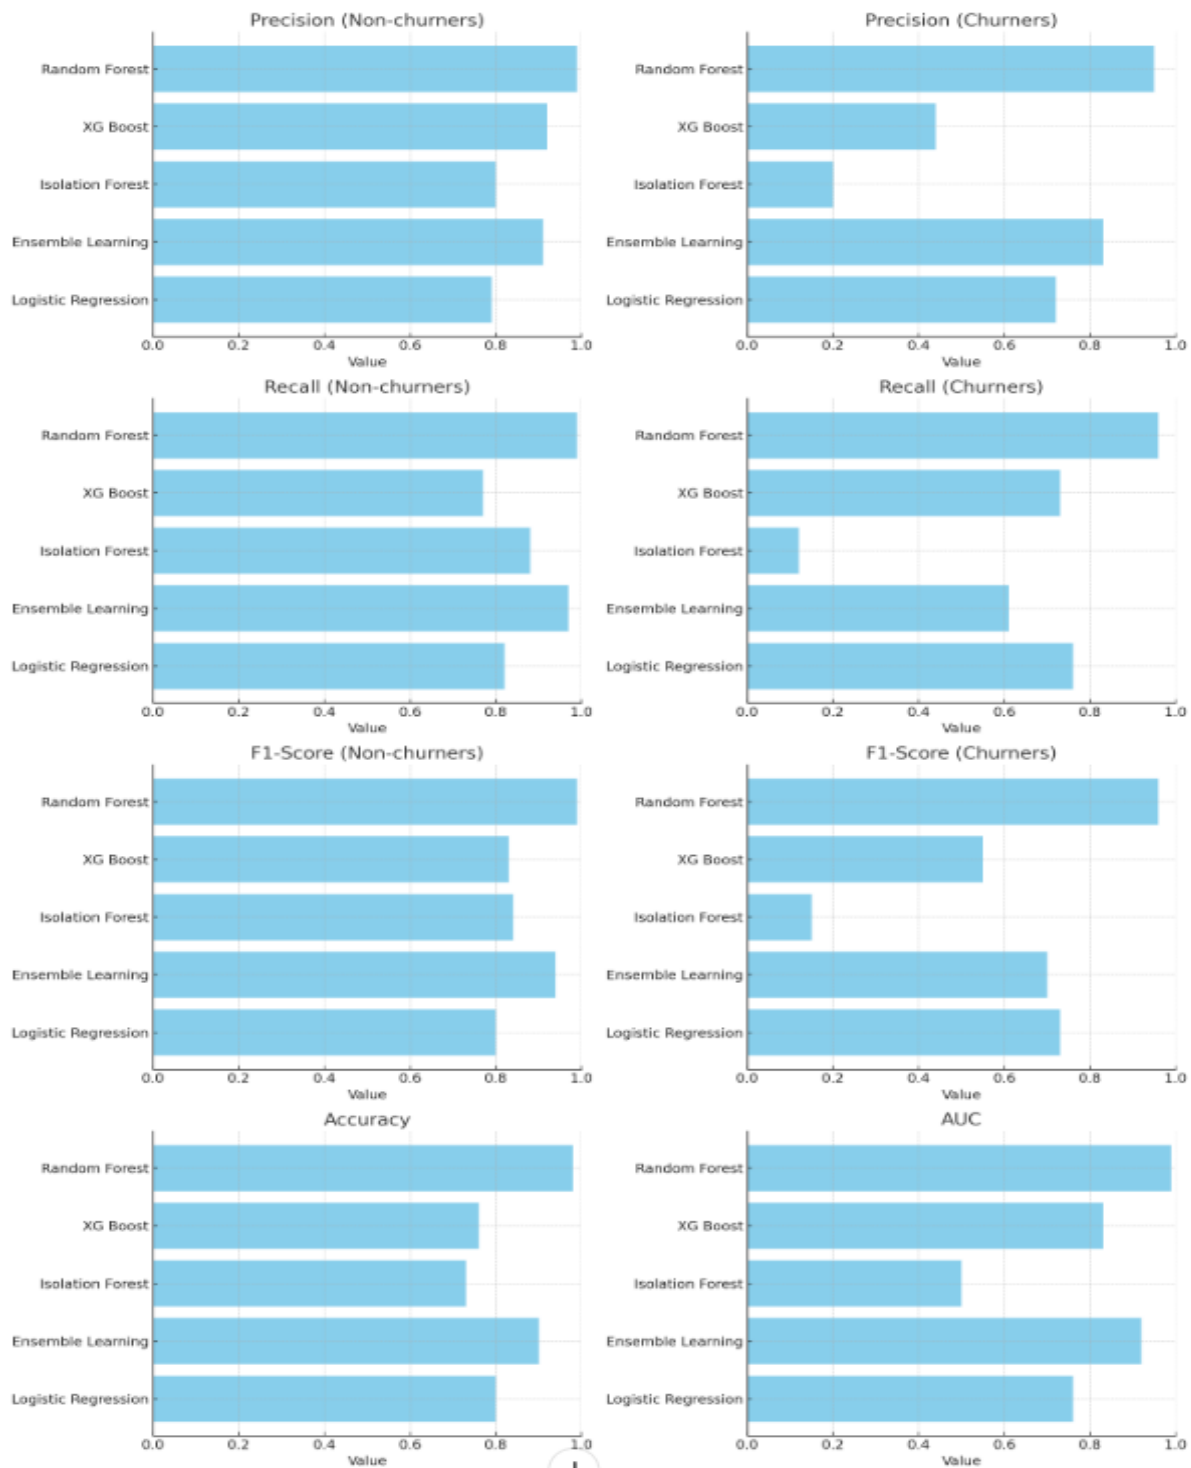 Precision (Non-churners)
Random Forest
XG Boost
Isolation Forest
Ensemble Learning
Logistic Regression
0.0 0.2 0.4 0.6 0.8 1.0
Value
Precision (Churners)
Random Forest
XG Boost
Isolation Forest
Ensemble Learning
Logistic Regression
0.0 0.2 0.4 0.6 0.8 1.0
Value
Recall (Non-churners)
Random Forest
XG Boost
Isolation Forest
Ensemble Learning
Logistic Regression
0.0 0.2 0.4 0.6 0.8 1.0
Value
Recall (Churners)
Random Forest
XG Boost
Isolation Forest
Ensemble Learning
Logistic Regression
0.0 0.2 0.4 0.6 0.8 1.0
Value
F1-Score (Non-churners)
Random Forest
XG Boost
Isolation Forest
Ensemble Learning
Logistic Regression
0.0 0.2 0.4 0.6 0.8 1.0
Value
F1-Score (Churners)
Random Forest
XG Boost
Isolation Forest
Ensemble Learning
Logistic Regression
0.0 0.2 0.4 0.6 0.8 1.0
Value
Accuracy
Random Forest
XG Boost
Isolation Forest
Ensemble Learning
Logistic Regression
0.0 0.2 0.4 0.6 0.8 1.0
Value
AUC
Random Forest
XG Boost
Isolation Forest
Ensemble Learning
Logistic Regression
0.0 0.2 0.4 0.6 0.8 1.0
Value